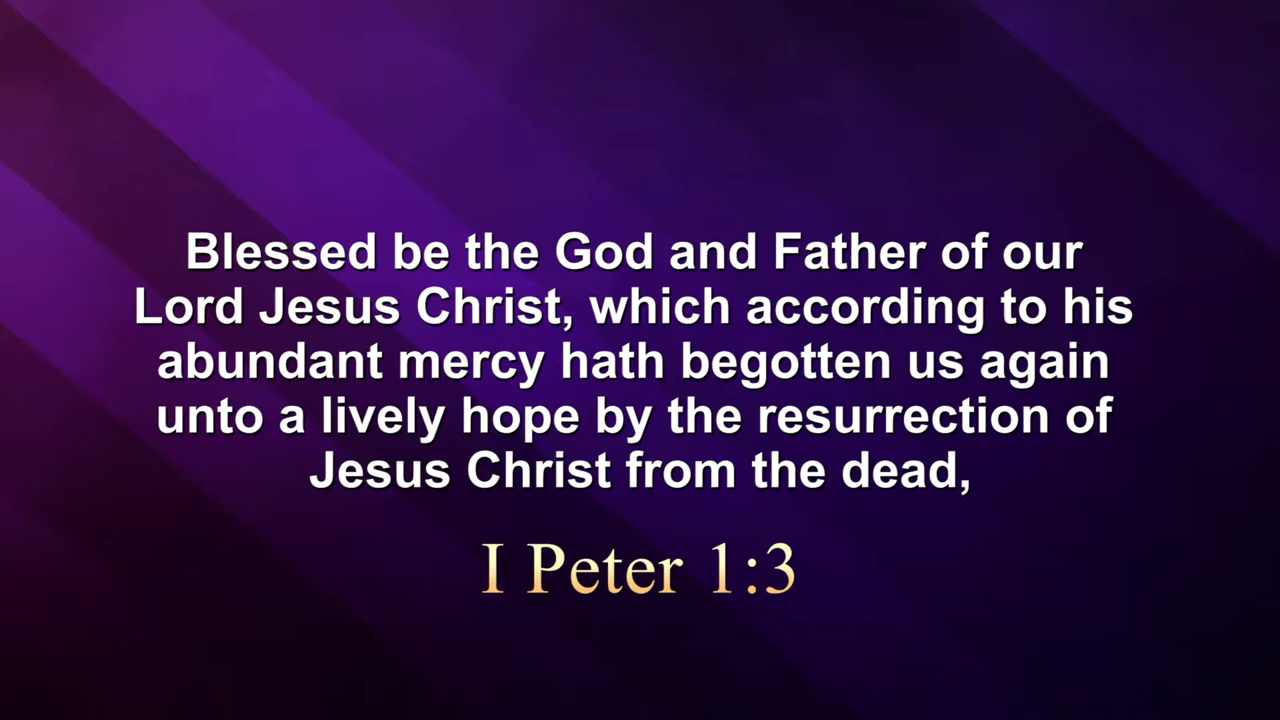 Blessed be the God and Father of our
Lord Jesus Christ, which according to his
abundant mercy hath begotten us again
unto a lively hope by the resurrection of
Jesus Christ from the dead,
I Peter 1:3